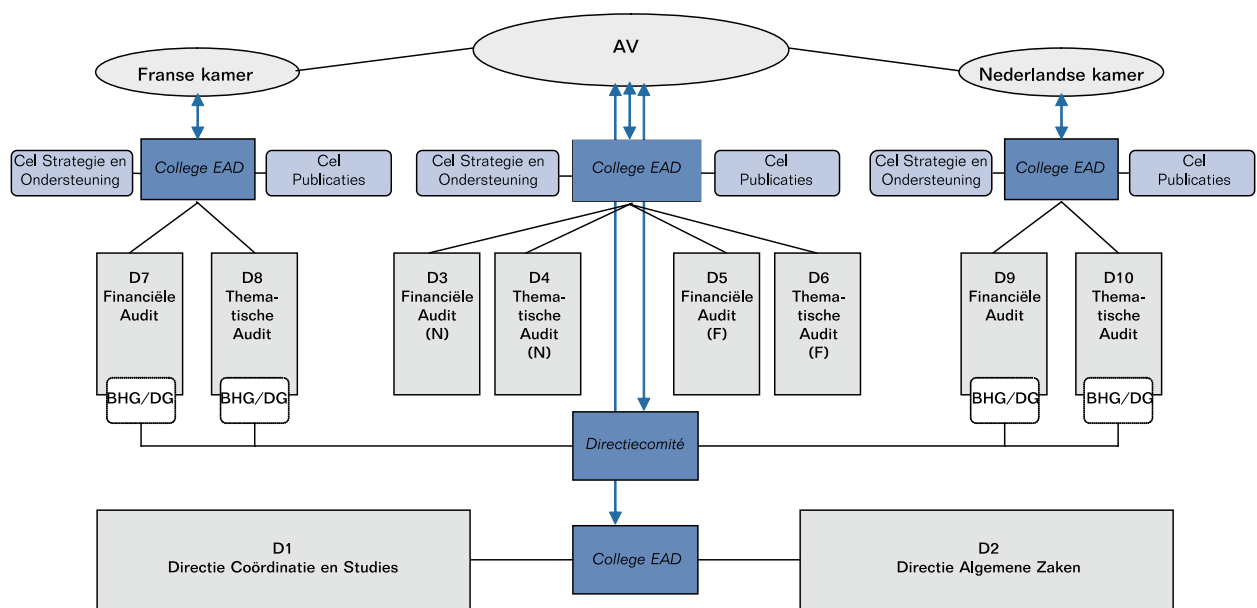 AV
Franse kamer
Nederlandse kamer
Cel Strategie en
Ondersteuning
College EAD
Cel
Publicaties
Cel Strategie en
Ondersteuning
College EAD
Cel
Publicaties
Cel Strategie en
Ondersteuning
College EAD
Cel
Publicaties
D7
Financiële
Audit
D8
Thema-
tische
Audit
D3
Financiële
Audit
(N)
D4
Thema-
tische
Audit
(N)
D5
Financiële
Audit
(F)
D6
Thema-
tische
Audit
(F)
D9
Financiële
Audit
D10
Thema-
tische
Audit
BHG/DG
BHG/DG
BHG/DG
BHG/DG
Directiecomité
D1
Directie Coördinatie en Studies
College EAD
D2
Directie Algemene Zaken